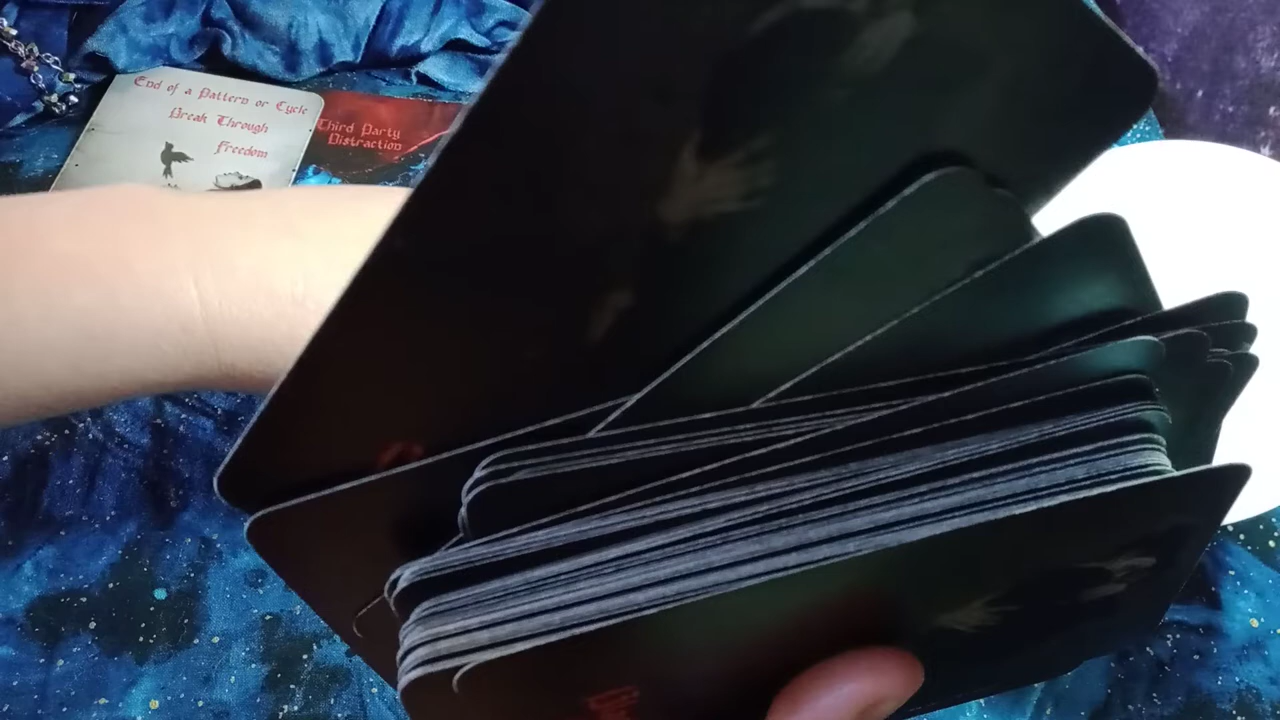 End of a Pattern or Cycle
Break Through
Freedom
Third Party
Distraction